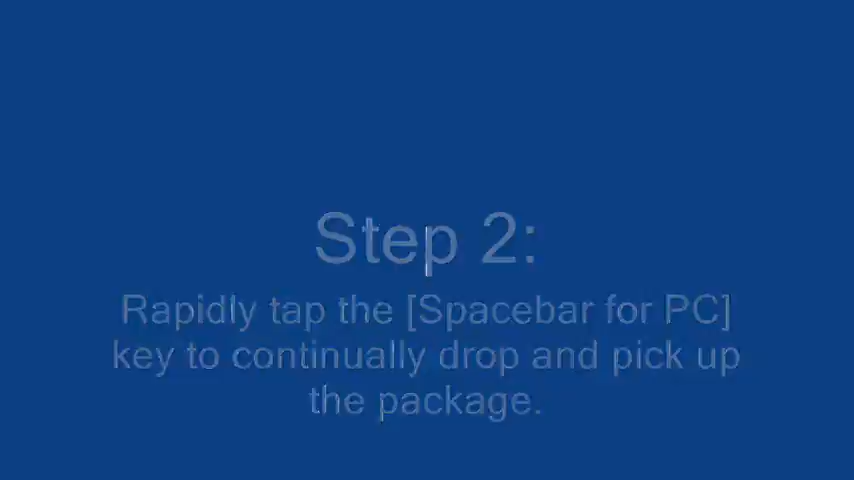 Step 2:
Rapidly tap the [Spacebar for PC]
key to continually drop and pick up
the package.